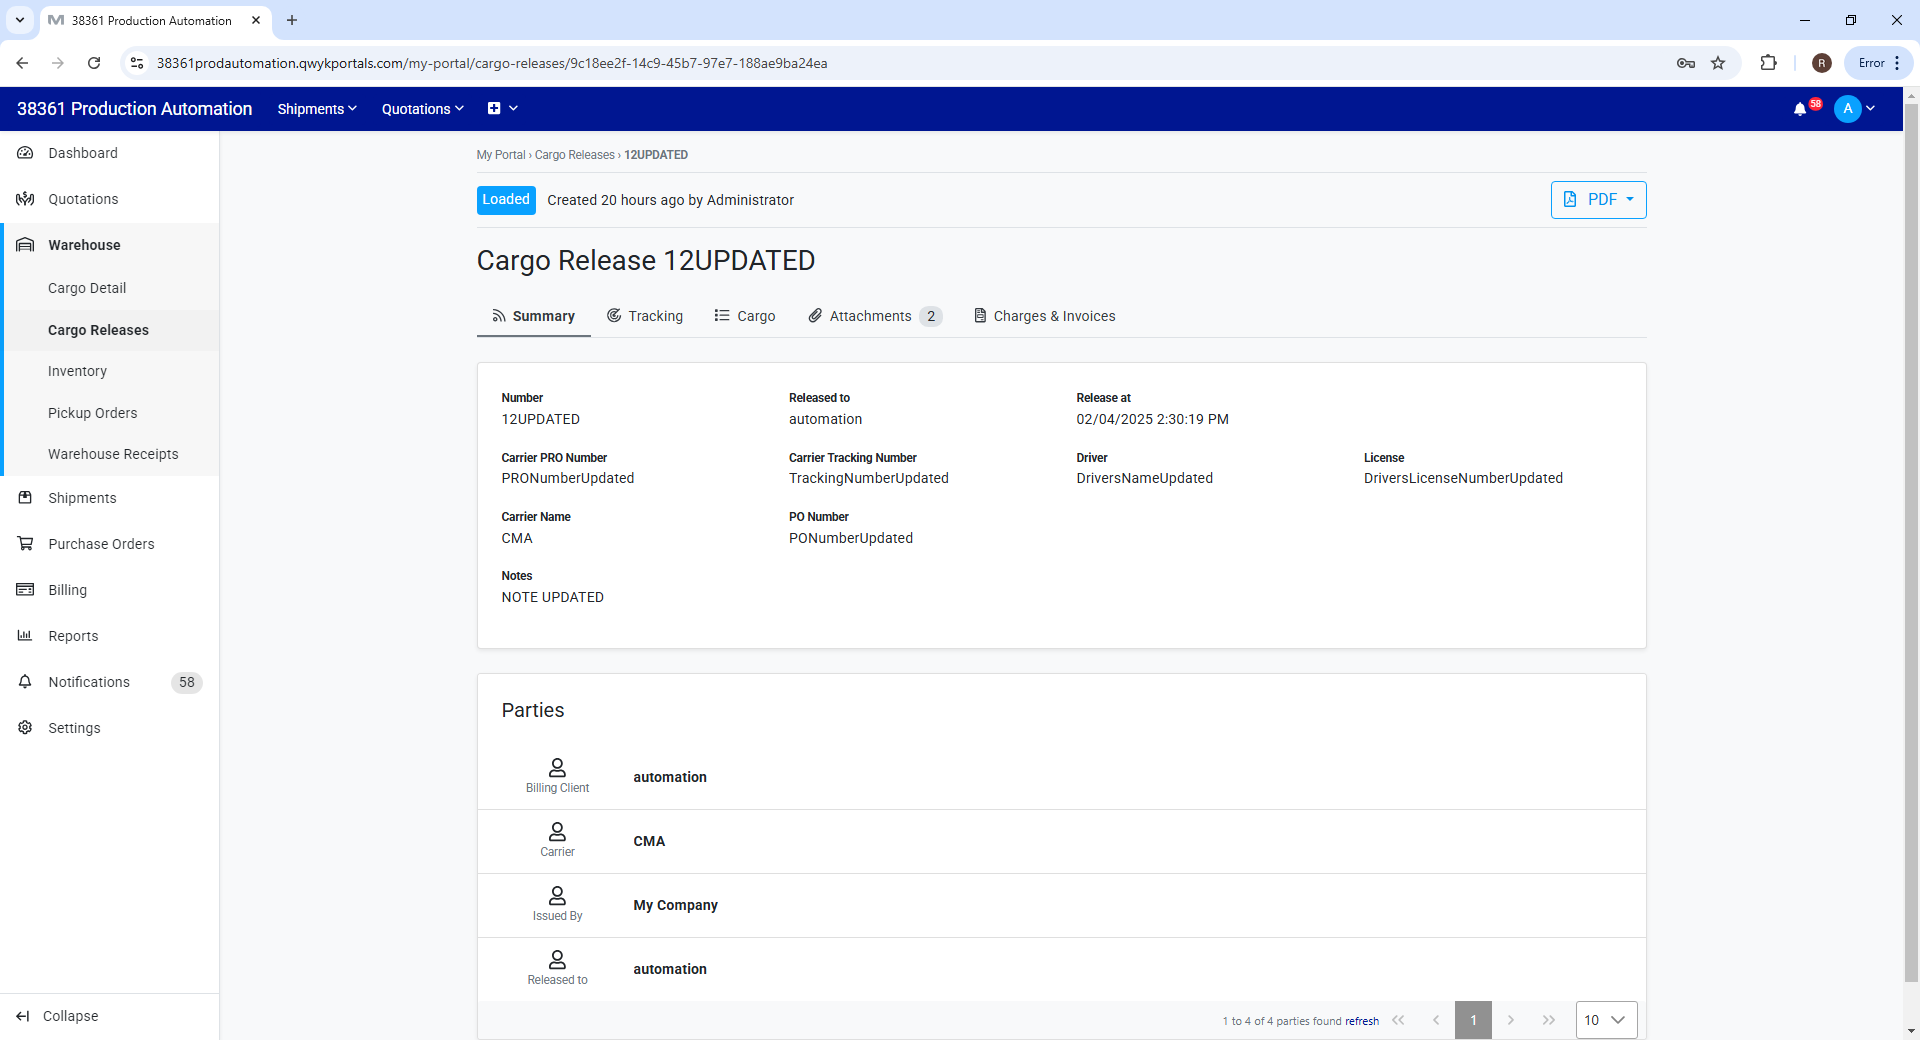 38361 Production Automation
38361prodautomation.qwykportals.com/my-portal/cargo-releases/9c18ee2f-14c9-45b7-97e7-188ae9ba24ea
R
Error
38361 Production Automation
Shipments
Quotations
58
A
Dashboard
Quotations
Warehouse
Cargo Detail
Cargo Releases
Inventory
Pickup Orders
Warehouse Receipts
Shipments
Purchase Orders
Billing
Reports
Notifications 58
Settings
Collapse
My Portal › Cargo Releases › 12UPDATED
Loaded Created 20 hours ago by Administrator
PDF
Cargo Release 12UPDATED
Summary Tracking Cargo Attachments 2 Charges & Invoices
Number Released to Release at
12UPDATED automation 02/04/2025 2:30:19 PM
Carrier PRO Number Carrier Tracking Number Driver License
PRONumberUpdated TrackingNumberUpdated DriversNameUpdated DriversLicenseNumberUpdated
Carrier Name PO Number
CMA PONumberUpdated
Notes
NOTE UPDATED
Parties
Billing Client automation
Carrier CMA
Issued By My Company
Released to automation
1 to 4 of 4 parties found refresh 1 10